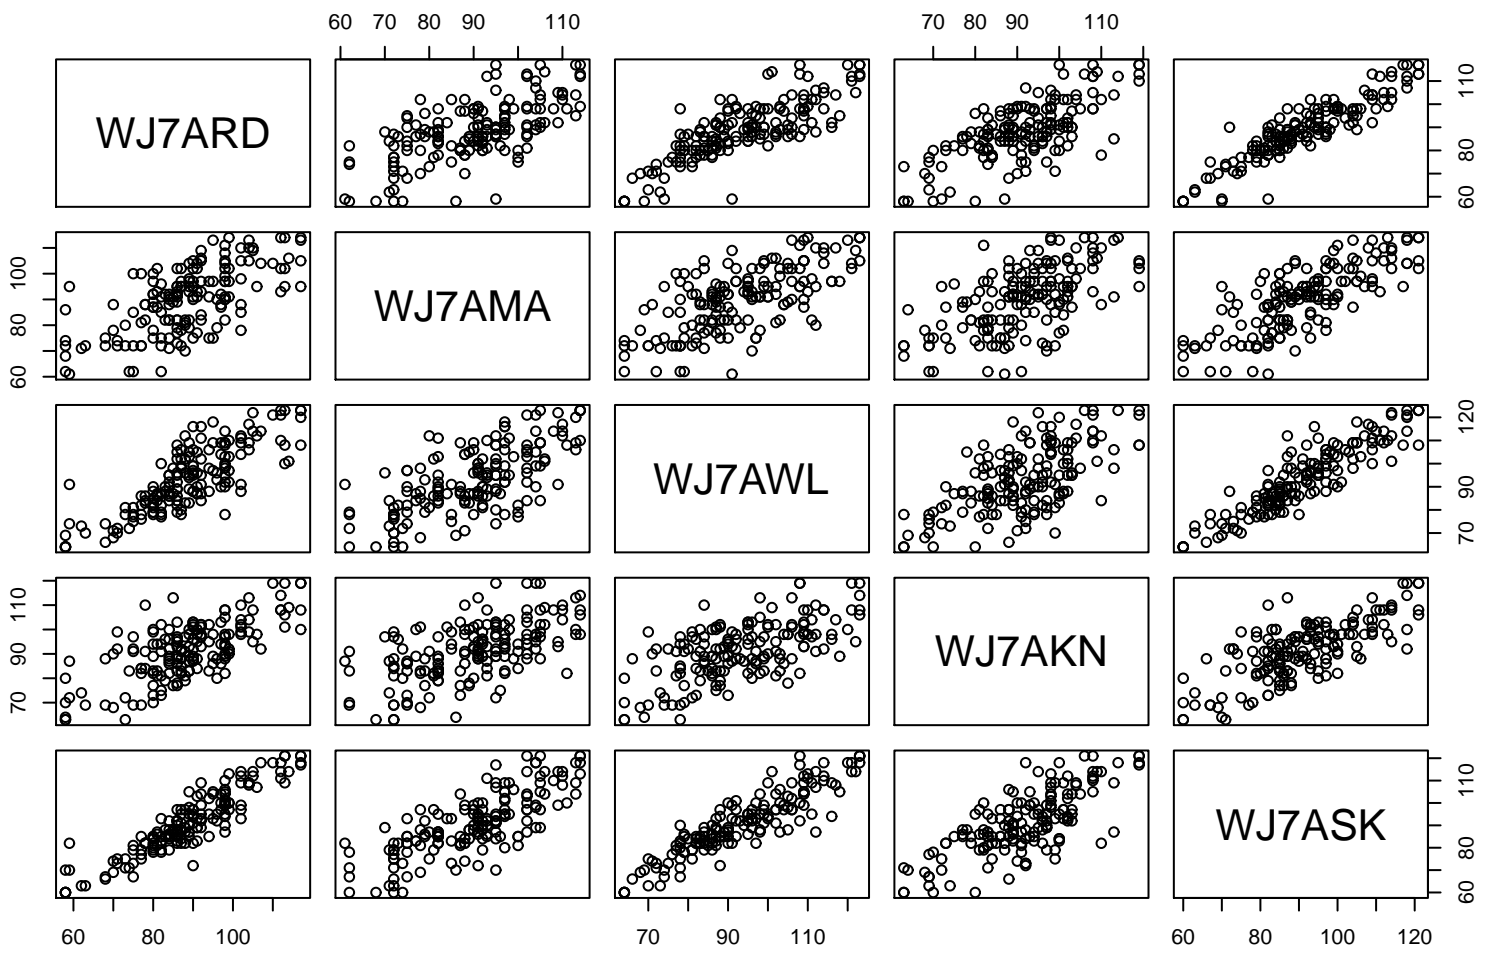 60 70 80 90 110 70 80 90 110
WJ7ARD 60 80 110
60 80 100 WJ7AMA
WJ7AWL 70 90 120
70 90 110 WJ7AKN
WJ7ASK 60 80 110
60 80 100 70 90 110 60 80 100 120